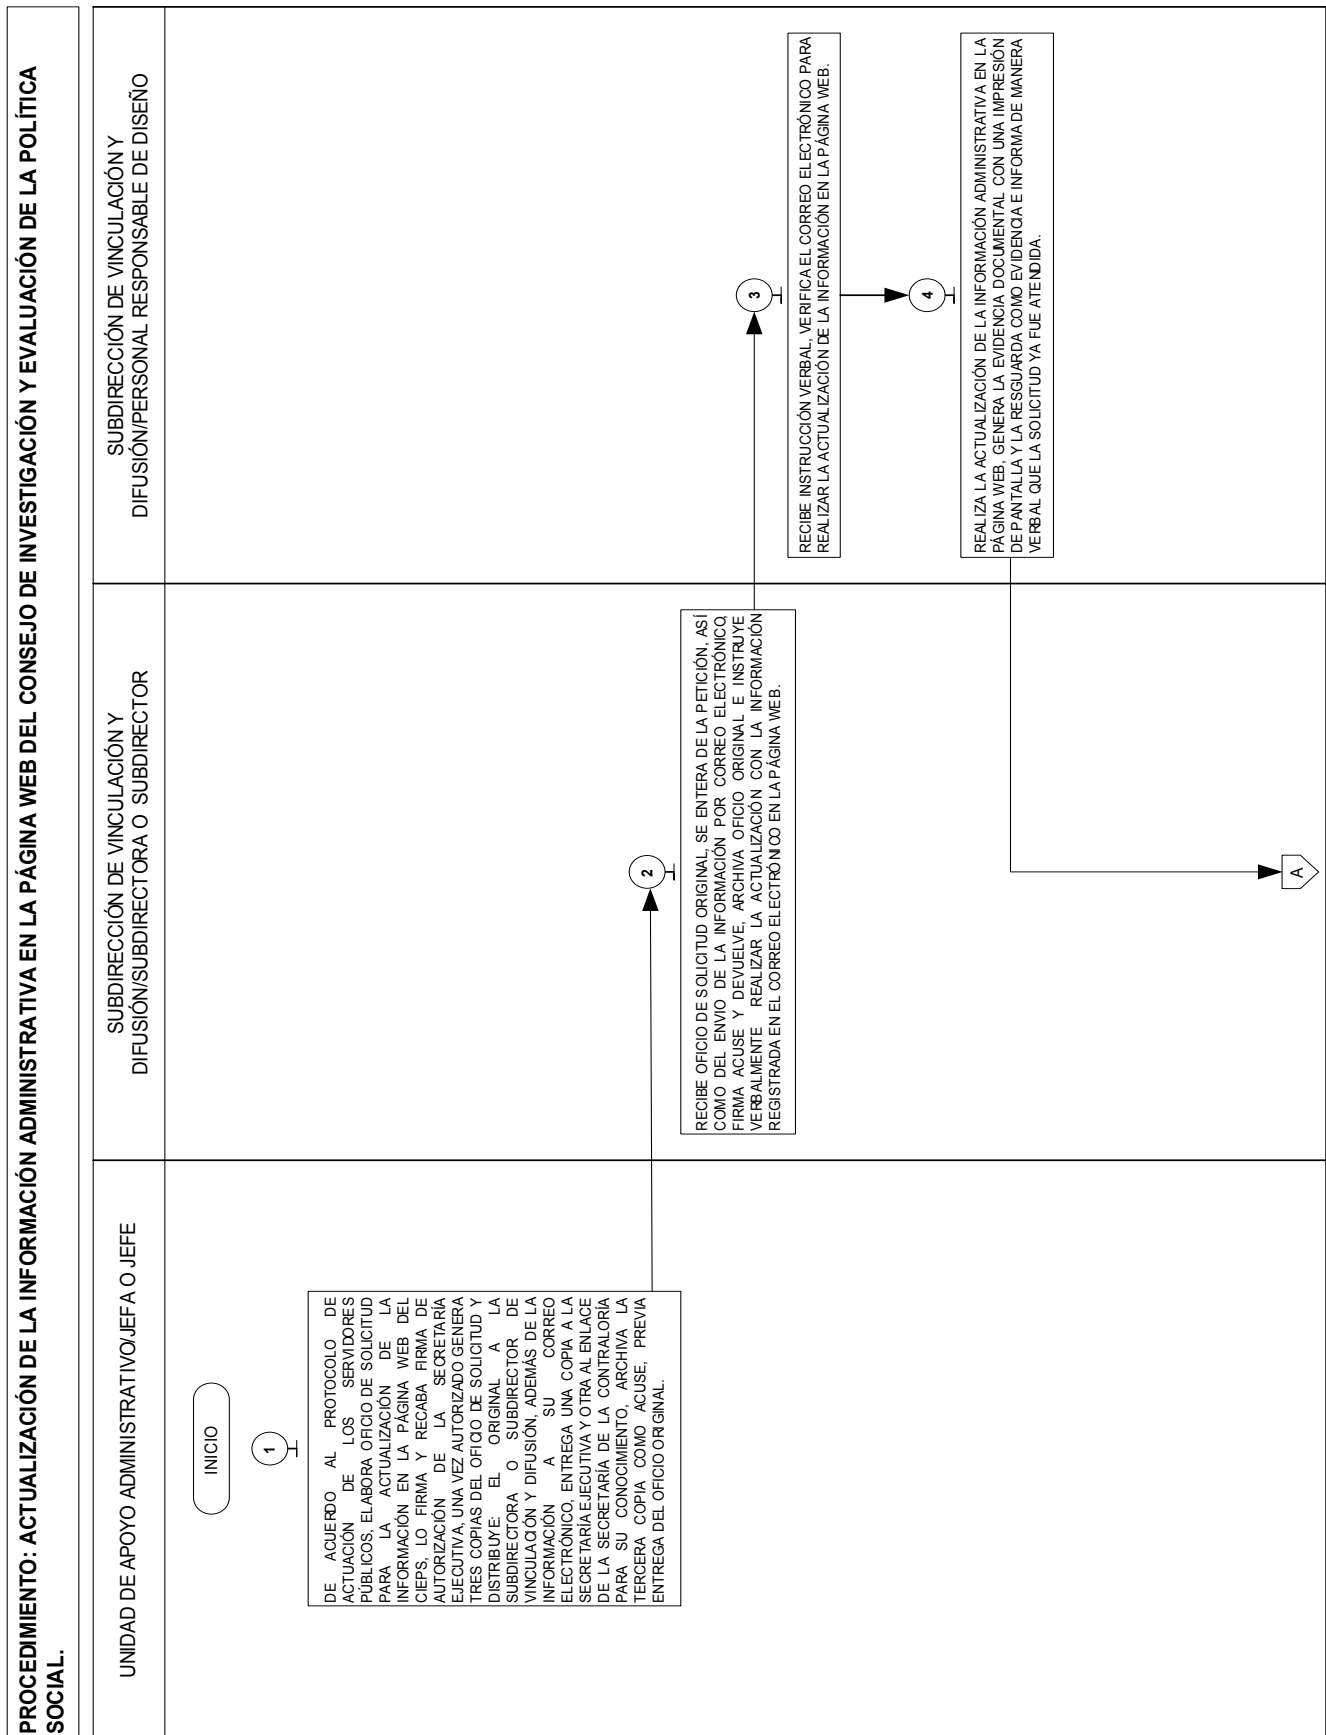 PROCEDIMIENTO: ACTUALIZACIÓN DE LA INFORMACIÓN ADMINISTRATIVA EN LA PÁGINA WEB DEL CONSEJO DE INVESTIGACIÓN Y EVALUACIÓN DE LA POLÍTICA
SOCIAL.
UNIDAD DE APOYO ADMINISTRATIVO/JEFA O JEFE
SUBDIRECCIÓN DE VINCULACIÓN Y
DIFUSIÓN/SUBDIRECTORA O SUBDIRECTOR
SUBDIRECCIÓN DE VINCULACIÓN Y
DIFUSIÓN/PERSONAL RESPONSABLE DE DISEÑO
INICIO
1
DE ACUERDO AL PROTOCOLO DE
ACTUACIÓN DE LOS SERVIDORES
PÚBLICOS, ELABORA OFICIO DE SOLICITUD
PARA LA ACTUALIZACIÓN DE LA
INFORMACIÓN EN LA PÁGINA WEB DEL
CIEPS, LO FIRMA Y RECABA FIRMA DE
AUTORIZACIÓN DE LA SECRETARÍA
EJECUTIVA, UNA VEZ AUTORIZADO GENERA
TRES COPIAS DEL OFICIO DE SOLICITUD Y
DISTRIBUYE: EL ORIGINAL A LA
SUBDIRECTORA O SUBDIRECTOR DE
VINCULACIÓN Y DIFUSIÓN, ADEMÁS DE LA
INFORMACIÓN A SU CORREO
ELECTRÓNICO, ENTREGA UNA COPIA A LA
SECRETARÍA EJECUTIVA Y OTRA AL ENLACE
DE LA SECRETARÍA DE LA CONTRALORÍA
PARA SU CONOCIMIENTO, ARCHIVA LA
TERCERA COPIA COMO ACUSE, PREVIA
ENTREGA DEL OFICIO ORIGINAL.
2
RECIBE OFICIO DE SOLICITUD ORIGINAL, SE ENTERA DE LA PETICIÓN, ASÍ
COMO DEL ENVIO DE LA INFORMACIÓN POR CORREO ELECTRÓNICO,
FIRMA ACUSE Y DEVUELVE, ARCHIVA OFICIO ORIGINAL E INSTRUYE
VERBALMENTE REALIZAR LA ACTUALIZACIÓN CON LA INFORMACIÓN
REGISTRADA EN EL CORREO ELECTRÓNICO EN LA PÁGINA WEB.
3
RECIBE INSTRUCCIÓN VERBAL, VERIFICA EL CORREO ELECTRÓNICO PARA
REALIZAR LA ACTUALIZACIÓN DE LA INFORMACIÓN EN LA PÁGINA WEB.
4
REALIZA LA ACTUALIZACIÓN DE LA INFORMACIÓN ADMINISTRATIVA EN LA
PÁGINA WEB, GENERA LA EVIDENCIA DOCUMENTAL CON UNA IMPRESIÓN
DE PANTALLA Y LA RESGUARDA COMO EVIDENCIA E INFORMA DE MANERA
VERBAL QUE LA SOLICITUD YA FUE ATENDIDA.
A